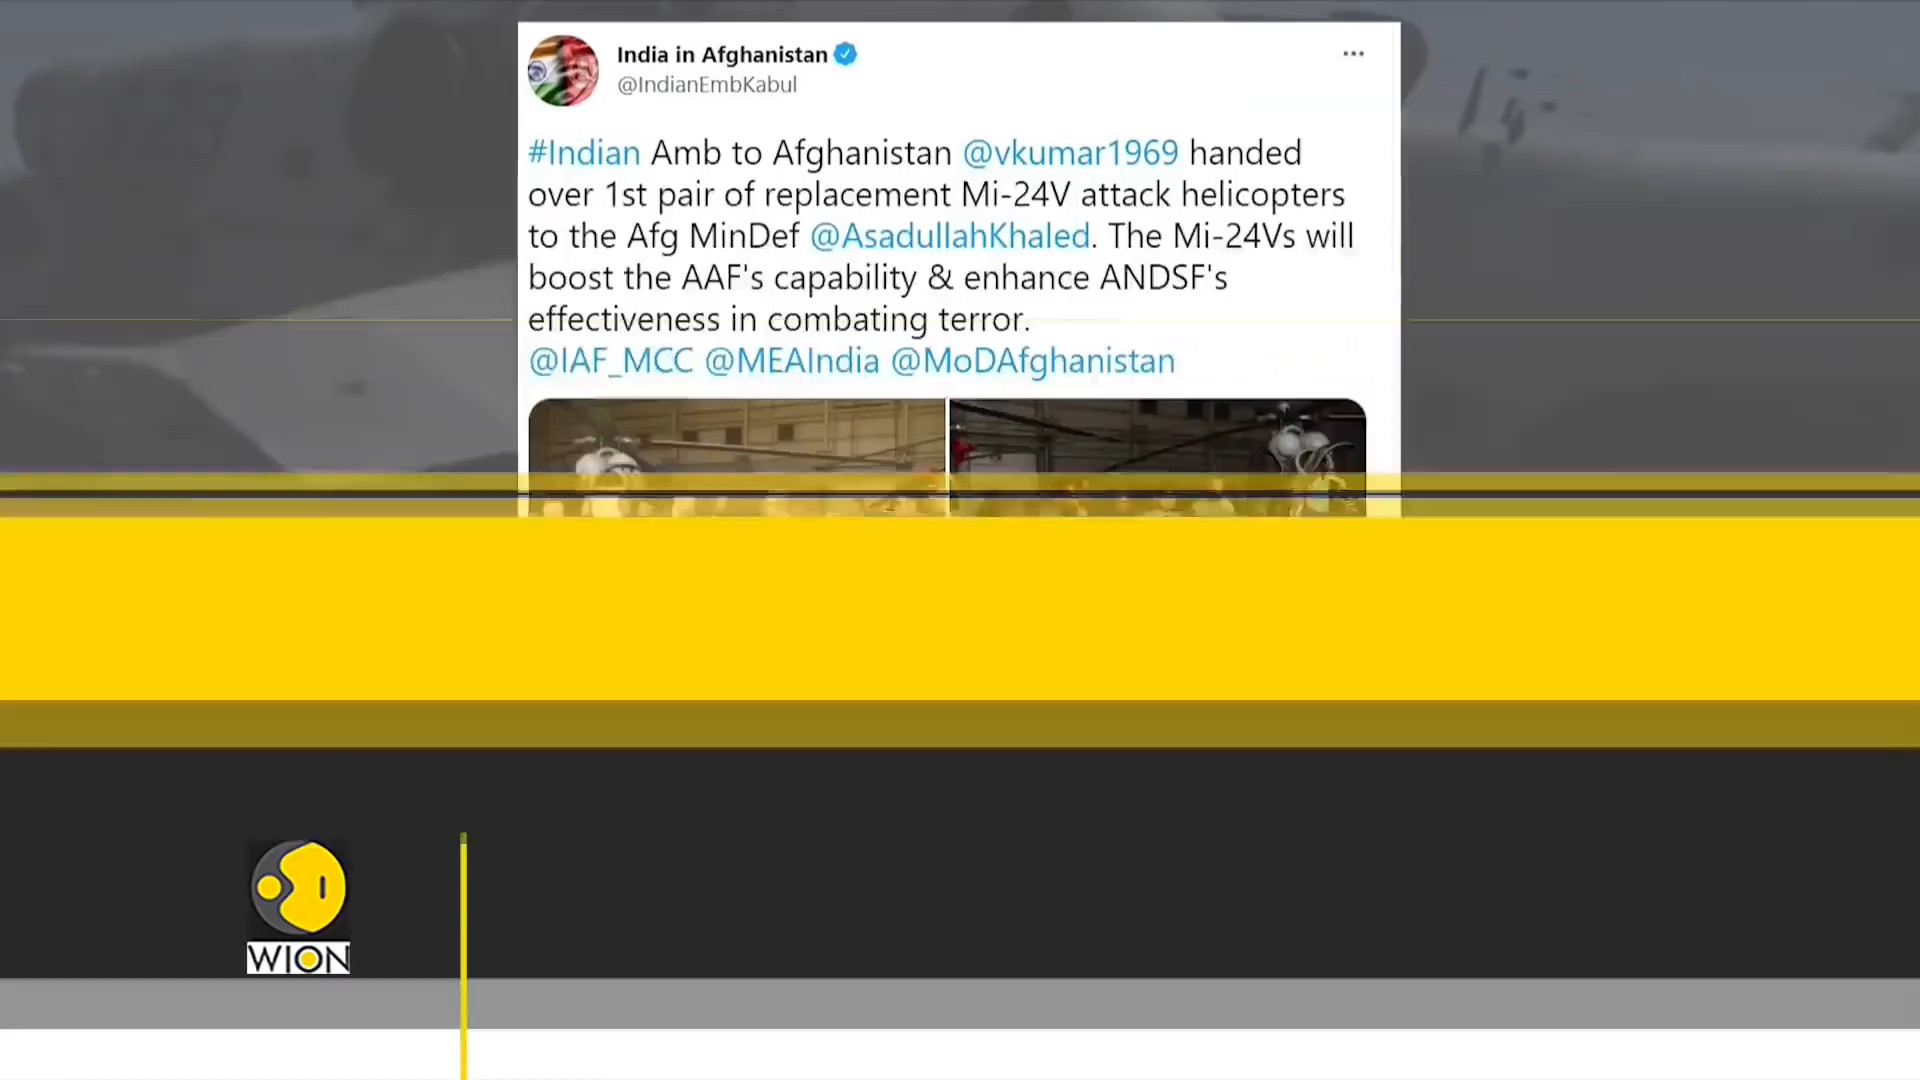 India in Afghanistan
@IndianEmbKabul
#Indian Amb to Afghanistan @vkumar1969 handed
over 1st pair of replacement Mi-24V attack helicopters
to the Afg MinDef @AsadullahKhaled. The Mi-24Vs will
boost the AAF's capability & enhance ANDSF's
effectiveness in combating terror.
@IAF_MCC @MEAIndia @MoDAfghanistan
WION